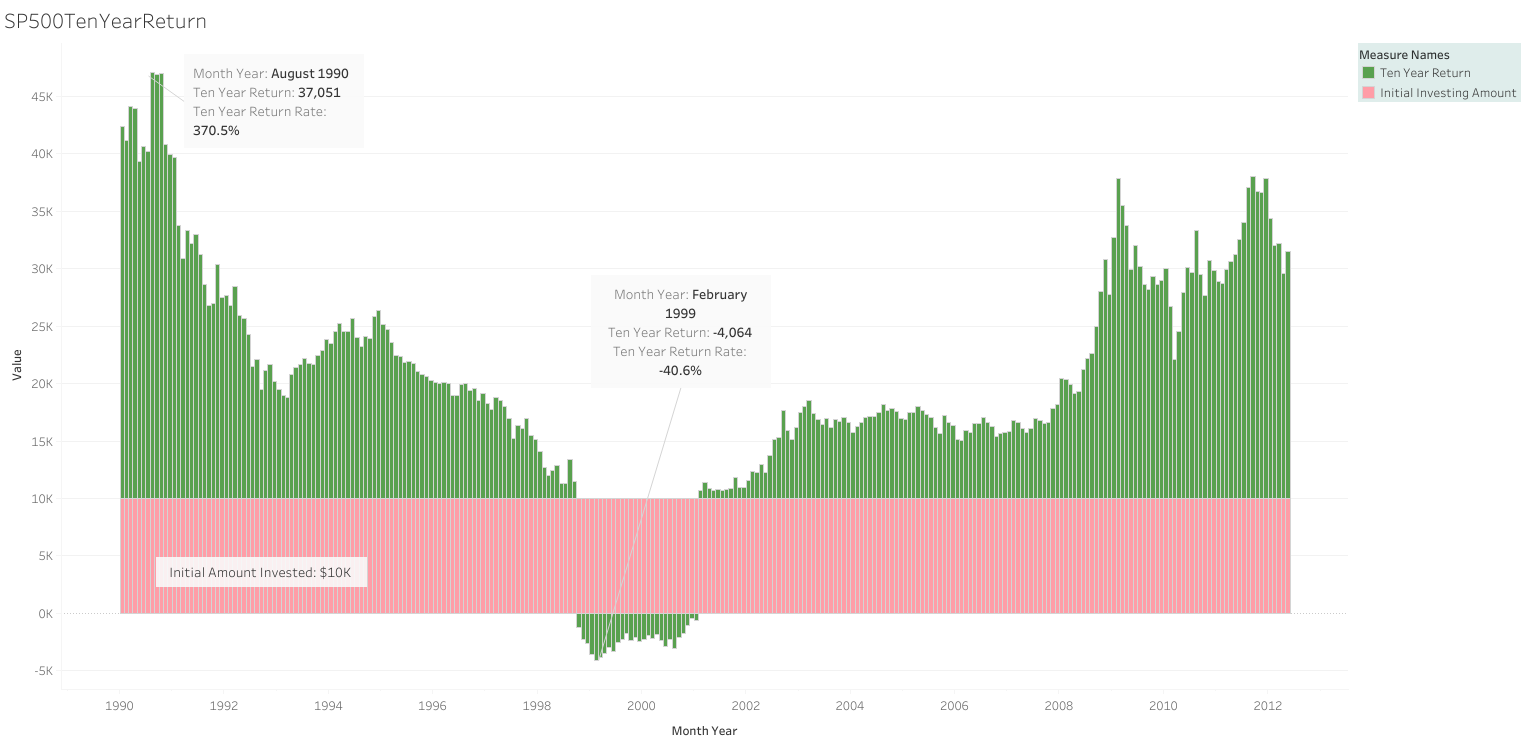 SP500TenYearReturn
Measure Names
Ten Year Return
Initial Investing Amount
Month Year: August 1990
Ten Year Return: 37,051
Ten Year Return Rate:
370.5%
Month Year: February
1999
Ten Year Return: -4,064
Ten Year Return Rate:
-40.6%
Initial Amount Invested: $10K
Value
45K
40K
35K
30K
25K
20K
15K
10K
5K
0K
-5K
1990 1992 1994 1996 1998 2000 2002 2004 2006 2008 2010 2012
Month Year